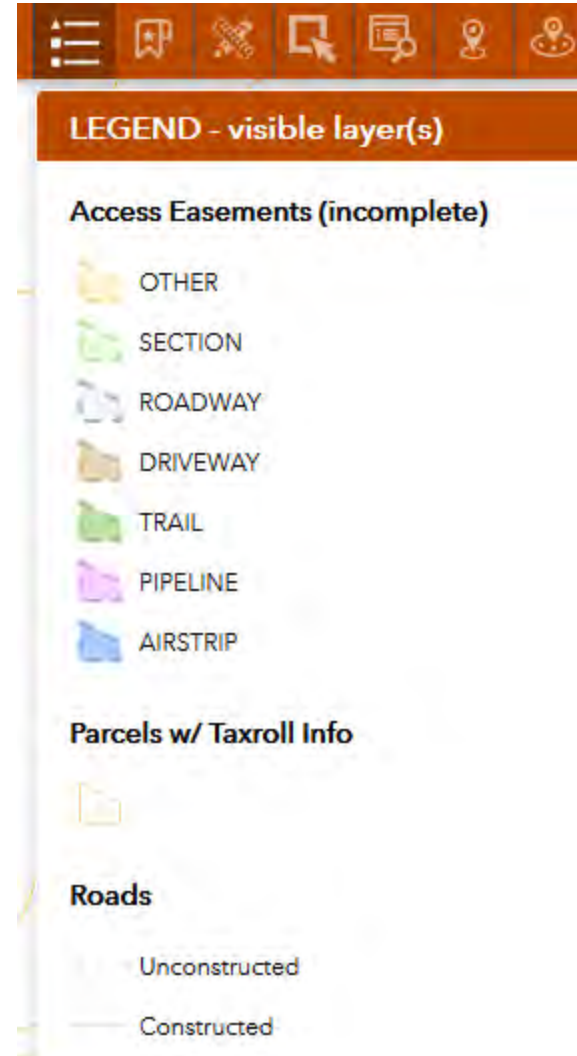 LEGEND - visible layer(s)
Access Easements (incomplete)
OTHER
SECTION
ROADWAY
DRIVEWAY
TRAIL
PIPELINE
AIRSTRIP
Parcels w/ Taxroll Info
Roads
Unconstructed
Constructed